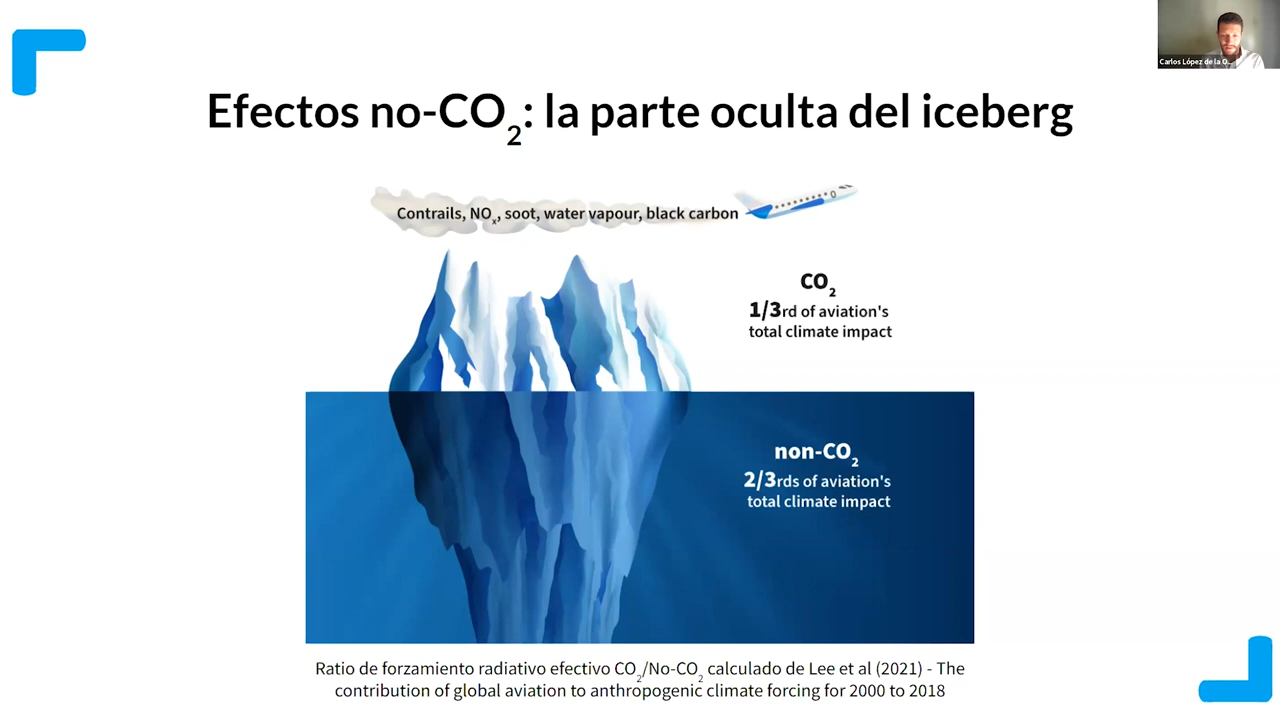 Carlos López de la O...
Efectos no-CO₂: la parte oculta del iceberg
Contrails, NOₓ, soot, water vapour, black carbon
CO₂
1/3rd of aviation's
total climate impact
non-CO₂
2/3rds of aviation's
total climate impact
Ratio de forzamiento radiativo efectivo CO₂/No-CO₂ calculado de Lee et al (2021) - The
contribution of global aviation to anthropogenic climate forcing for 2000 to 2018